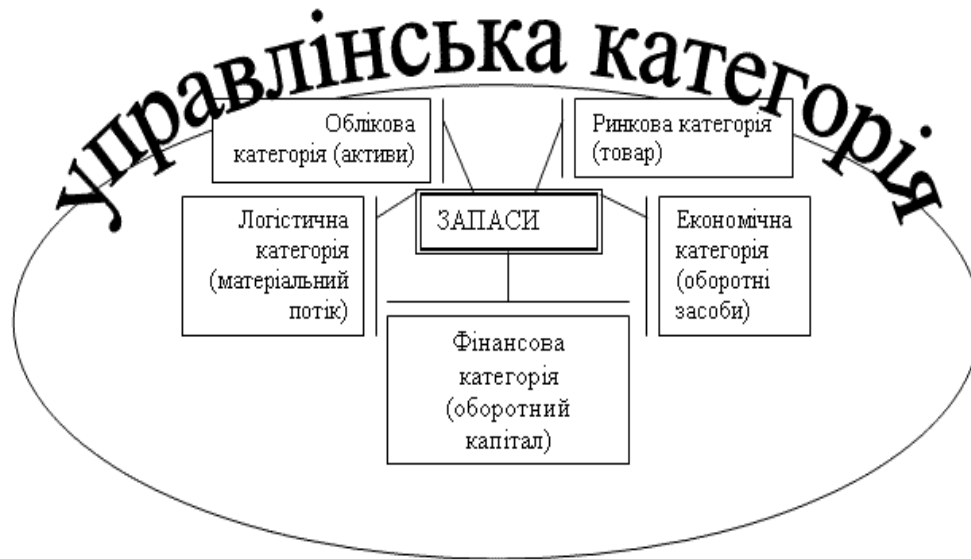 управлінська категорія
Облікова
категорія (активи)
Ринкова категорія
(товар)
Логістична
категорія
(матеріальний
потік)
ЗАПАСИ
Економічна
категорія
(оборотні
засоби)
Фінансова
категорія
(оборотний
капітал)